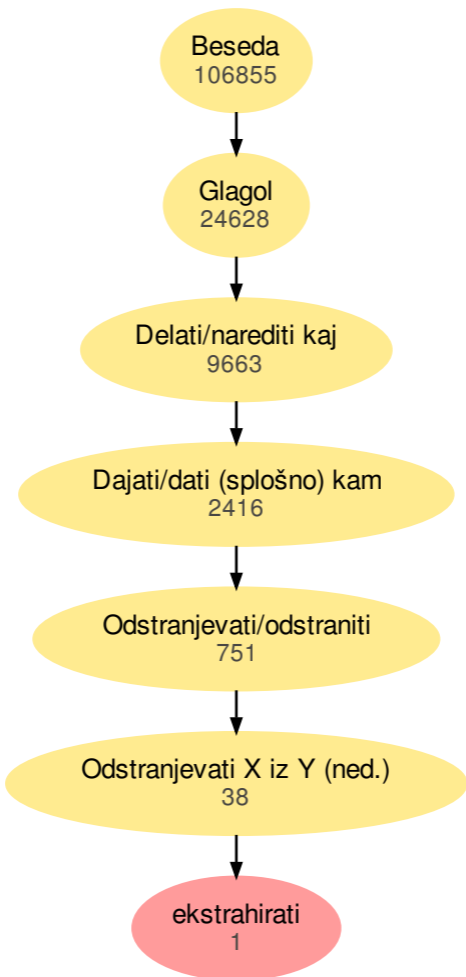 Beseda
106855
Glagol
24628
Delati/narediti kaj
9663
Dajati/dati (splošno) kam
2416
Odstranjevati/odstraniti
751
Odstranjevati X iz Y (ned.)
38
ekstrahirati
1